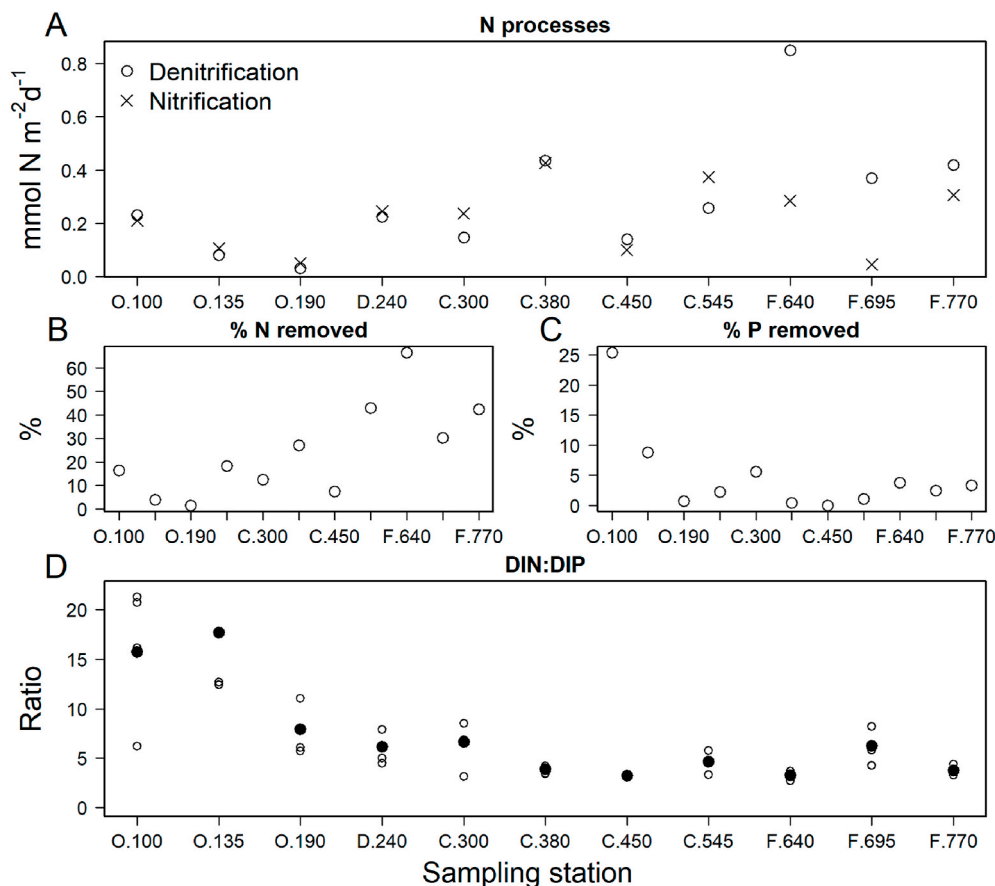 A
N processes
mmol N m⁻²d⁻¹
0.8
0.6
0.4
0.2
0.0
Denitrification
Nitrification
O.100 O.135 O.190 D.240 C.300 C.380 C.450 C.545 F.640 F.695 F.770
B
% N removed
%
60
50
40
30
20
10
0
O.100 O.190 C.300 C.450 F.640 F.770
C
% P removed
%
25
20
15
10
5
0
O.100 O.190 C.300 C.450 F.640 F.770
D
DIN:DIP
Ratio
20
15
10
5
0
O.100 O.135 O.190 D.240 C.300 C.380 C.450 C.545 F.640 F.695 F.770
Sampling station